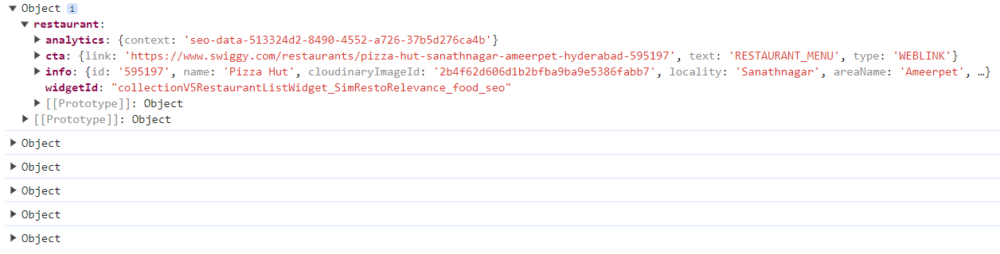 Object i
restaurant:
analytics: {context: 'seo-data-513324d2-8490-4552-a726-37b5d276ca4b'}
cta: {link: 'https://www.swiggy.com/restaurants/pizza-hut-sanathnagar-ameerpet-hyderabad-595197', text: 'RESTAURANT_MENU', type: 'WEBLINK'}
info: {id: '595197', name: 'Pizza Hut', cloudinaryImageId: '2b4f62d606d1b2bfba9ba9e5386fabb7', locality: 'Sanathnagar', areaName: 'Ameerpet', …}
widgetId: "collectionV5RestaurantListWidget_SimRestoRelevance_food_seo"
[[Prototype]]: Object
[[Prototype]]: Object
Object
Object
Object
Object
Object